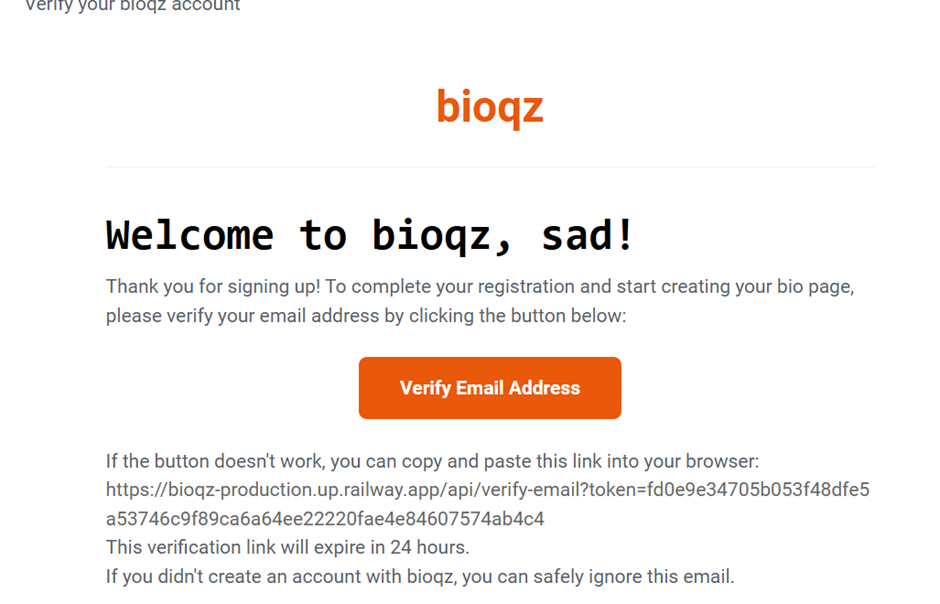 Verify your bioqz account
bioqz
Welcome to bioqz, sad!
Thank you for signing up! To complete your registration and start creating your bio page,
please verify your email address by clicking the button below:
Verify Email Address
If the button doesn't work, you can copy and paste this link into your browser:
https://bioqz-production.up.railway.app/api/verify-email?token=fd0e9e34705b053f48dfe5
a53746c9f89ca6a64ee22220fae4e84607574ab4c4
This verification link will expire in 24 hours.
If you didn't create an account with bioqz, you can safely ignore this email.